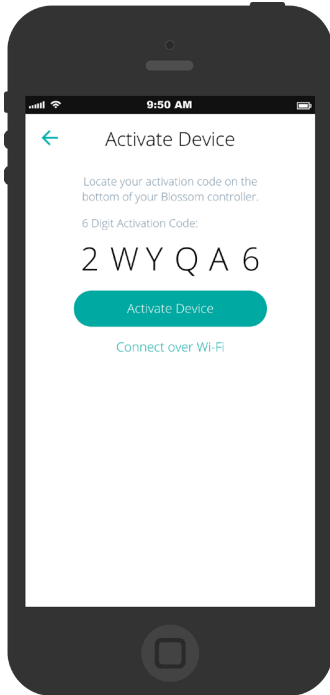 9:50 AM
Activate Device
Locate your activation code on the
bottom of your Blossom controller.
6 Digit Activation Code:
2 W Y Q A 6
Activate Device
Connect over Wi-Fi